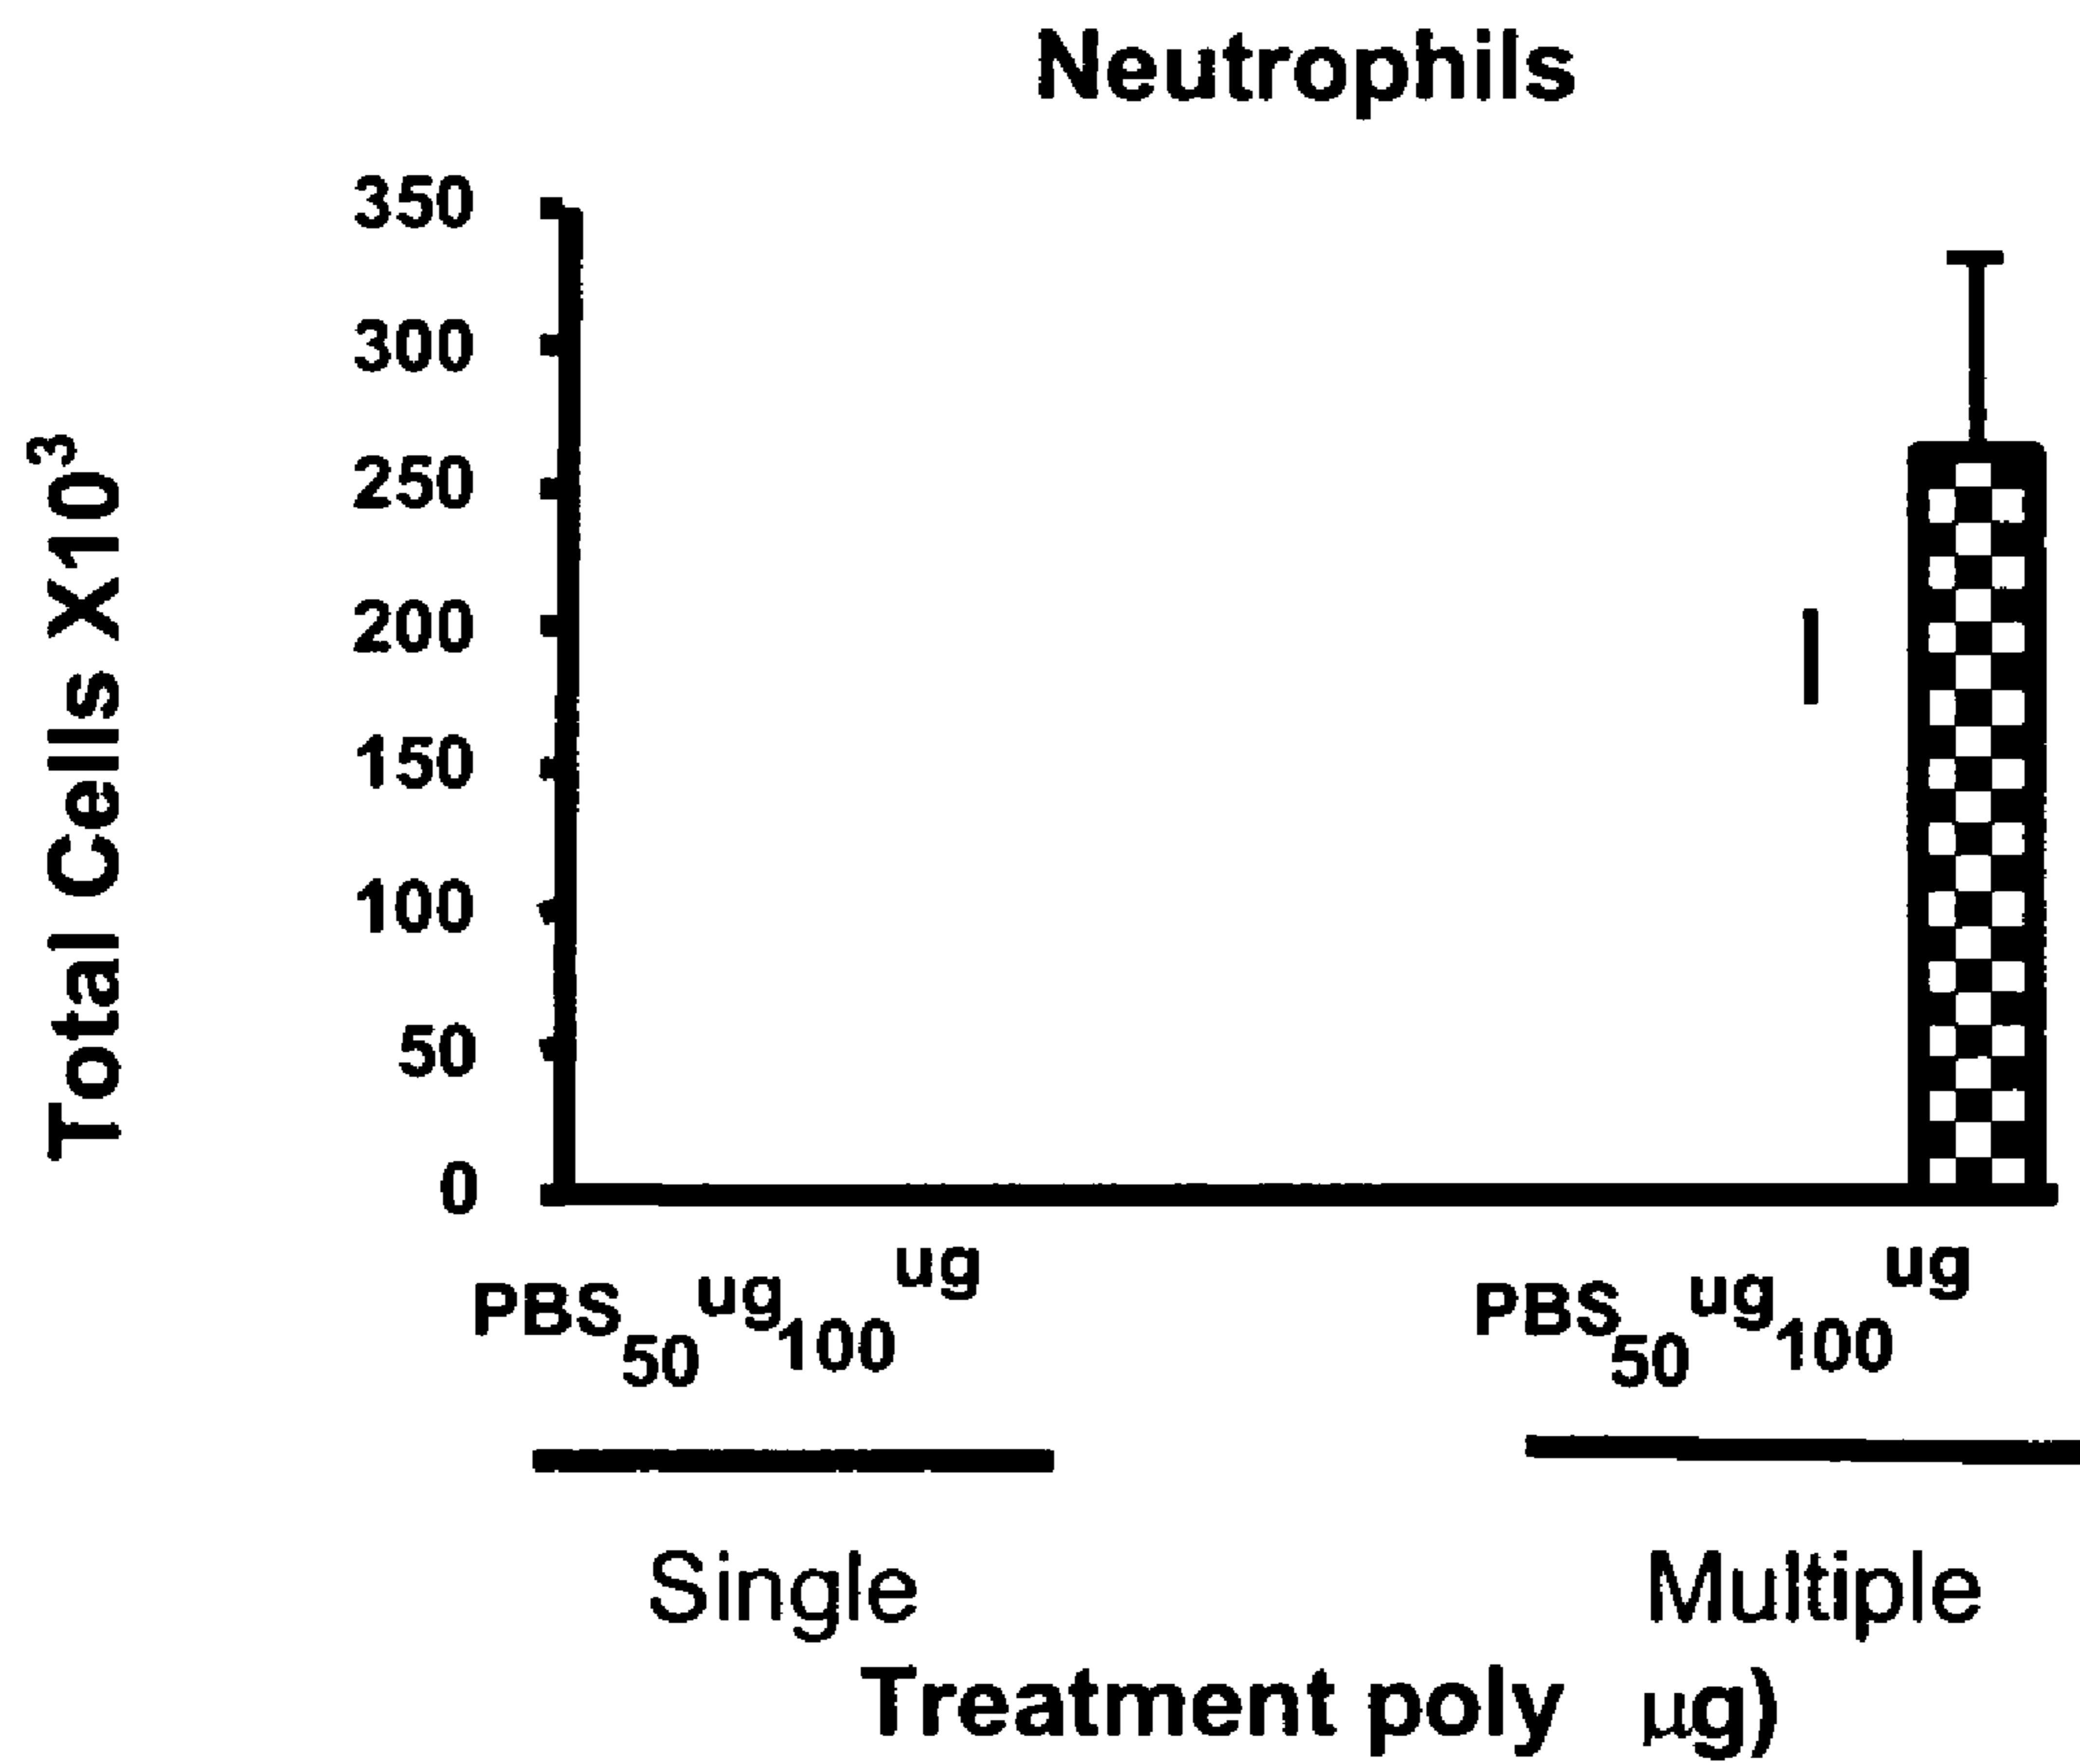 Neutrophils
Total Cells X10³
350
300
250
200
150
100
50
0
PBS 50 ug 100 ug PBS 50 ug 100 ug
Single Multiple
Treatment poly µg)